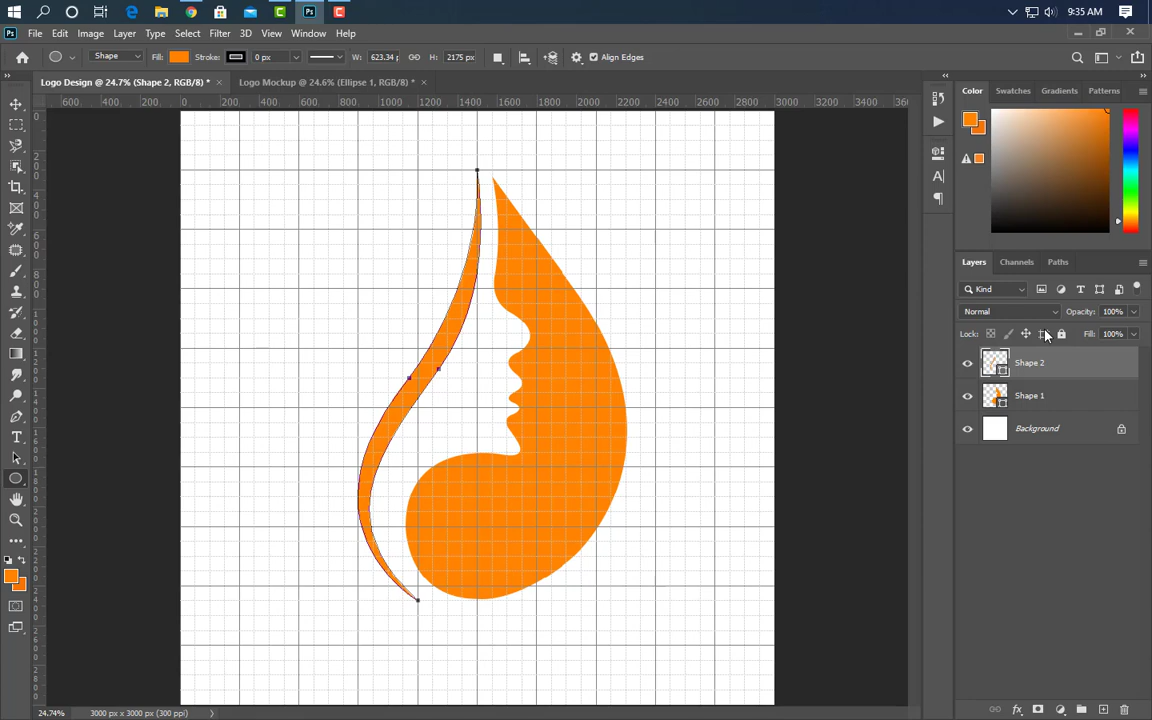 9:35 AM
Ps File Edit Image Layer Type Select Filter 3D View Window Help
Shape Fill: Stroke: 0 px W: 623.34 p H: 2175 px Align Edges
Logo Design @ 24.7% (Shape 2, RGB/8) * × Logo Mockup @ 24.6% (Ellipse 1, RGB/8) * ×
600 400 200 0 200 400 600 800 1000 1200 1400 1600 1800 2000 2200 2400 2600 2800 3000 3200 3400
Color Swatches Gradients Patterns
Layers Channels Paths
Kind
Normal Opacity: 100%
Lock: Fill: 100%
Shape 2
Shape 1
Background
24.74% 3000 px x 3000 px (300 ppi)